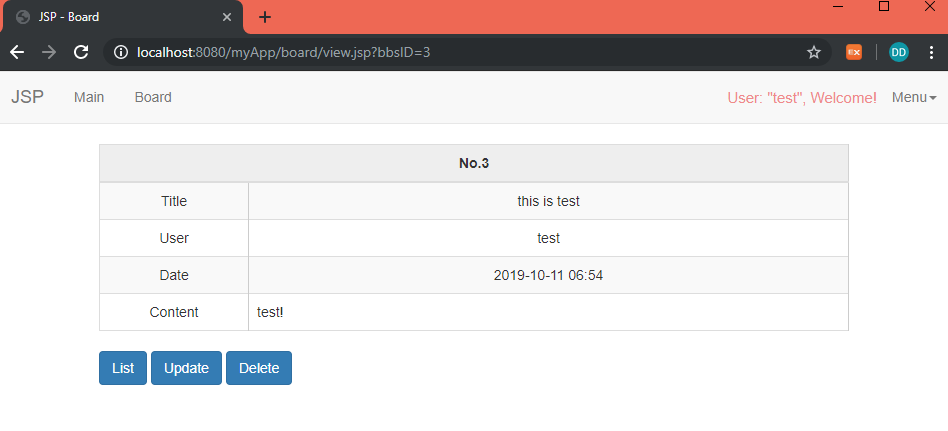 JSP - Board
localhost:8080/myApp/board/view.jsp?bbsID=3
EX
DD
JSP Main Board User: "test", Welcome! Menu
No.3
Title this is test
User test
Date 2019-10-11 06:54
Content test!
List Update Delete